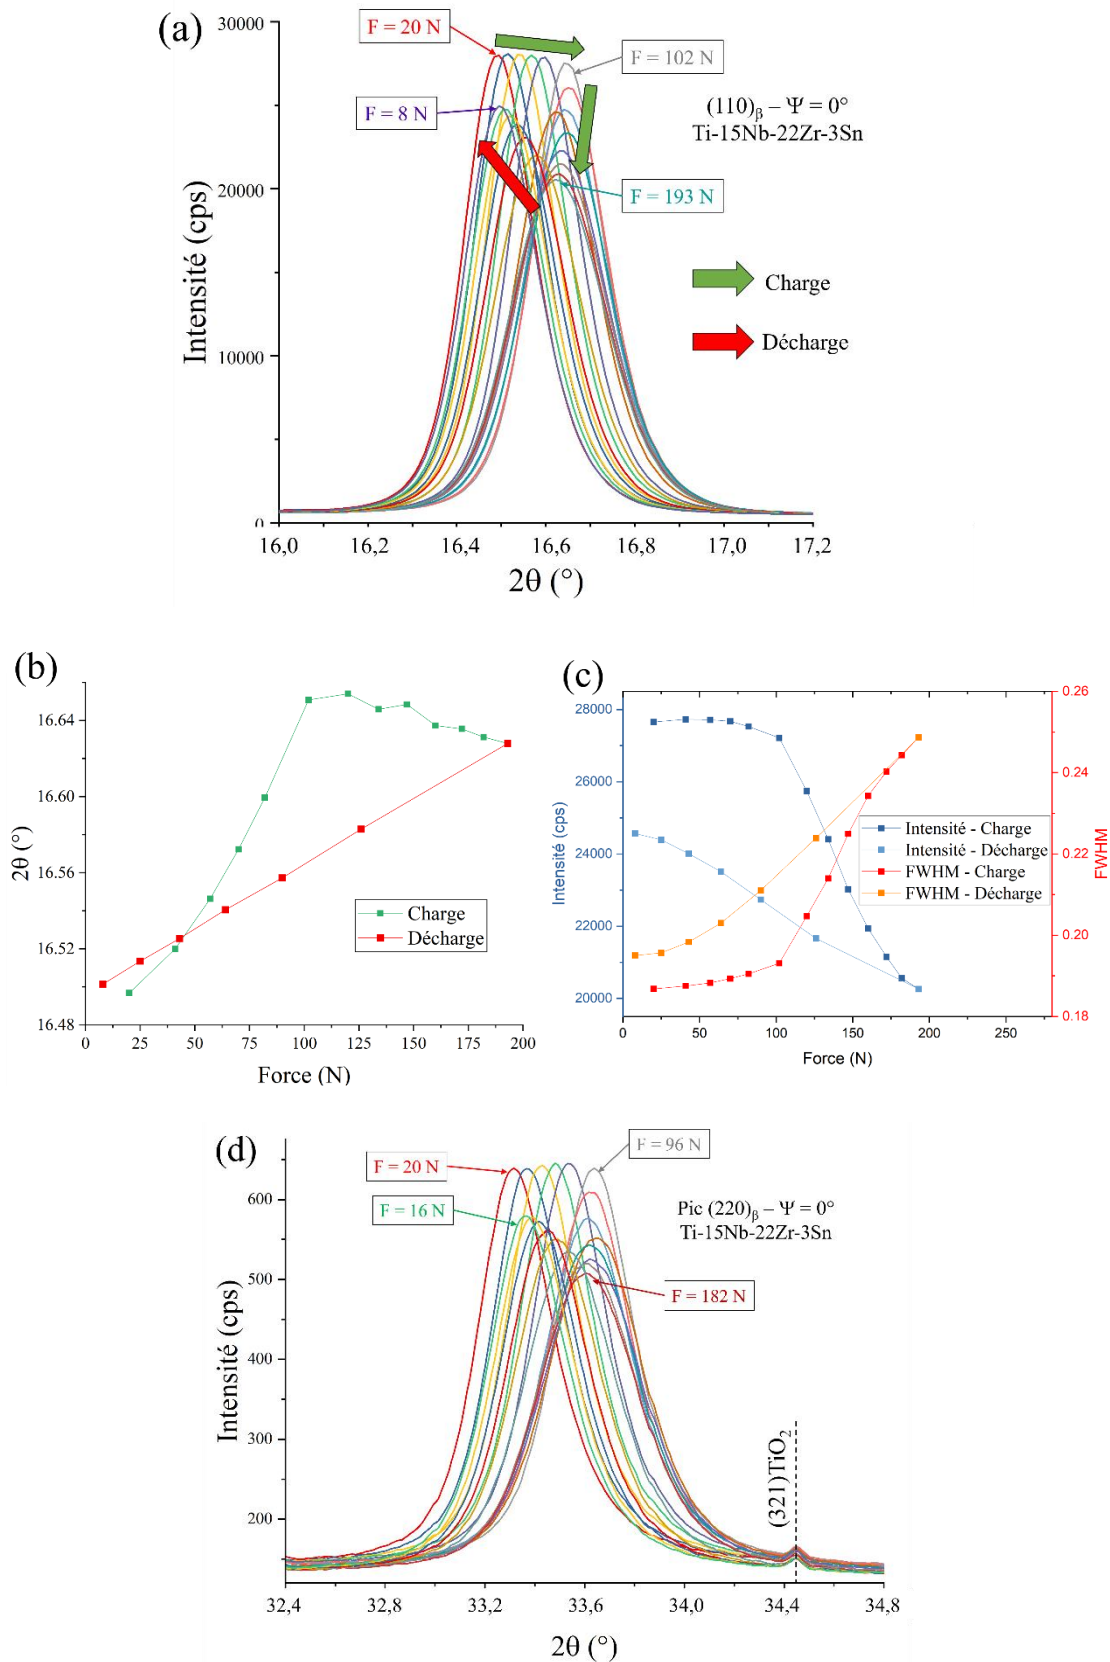 (a)
30000
20000
10000
0
Intensité (cps)
F = 20 N
F = 8 N
F = 102 N
F = 193 N
(110)β – Ψ = 0°
Ti-15Nb-22Zr-3Sn
Charge
Décharge
16,0 16,2 16,4 16,6 16,8 17,0 17,2
2θ (°)
(b)
16.64
16.60
16.56
16.52
16.48
2θ (°)
Charge
Décharge
0 25 50 75 100 125 150 175 200
Force (N)
(c)
28000
26000
24000
22000
20000
Intensité (cps)
0.26
0.24
0.22
0.20
0.18
FWHM
Intensité - Charge
Intensité - Décharge
FWHM - Charge
FWHM - Décharge
0 50 100 150 200 250
Force (N)
(d)
600
500
400
300
200
Intensité (cps)
F = 20 N
F = 16 N
F = 96 N
F = 182 N
Pic (220)β – Ψ = 0°
Ti-15Nb-22Zr-3Sn
(321)TiO2
32,4 32,8 33,2 33,6 34,0 34,4 34,8
2θ (°)